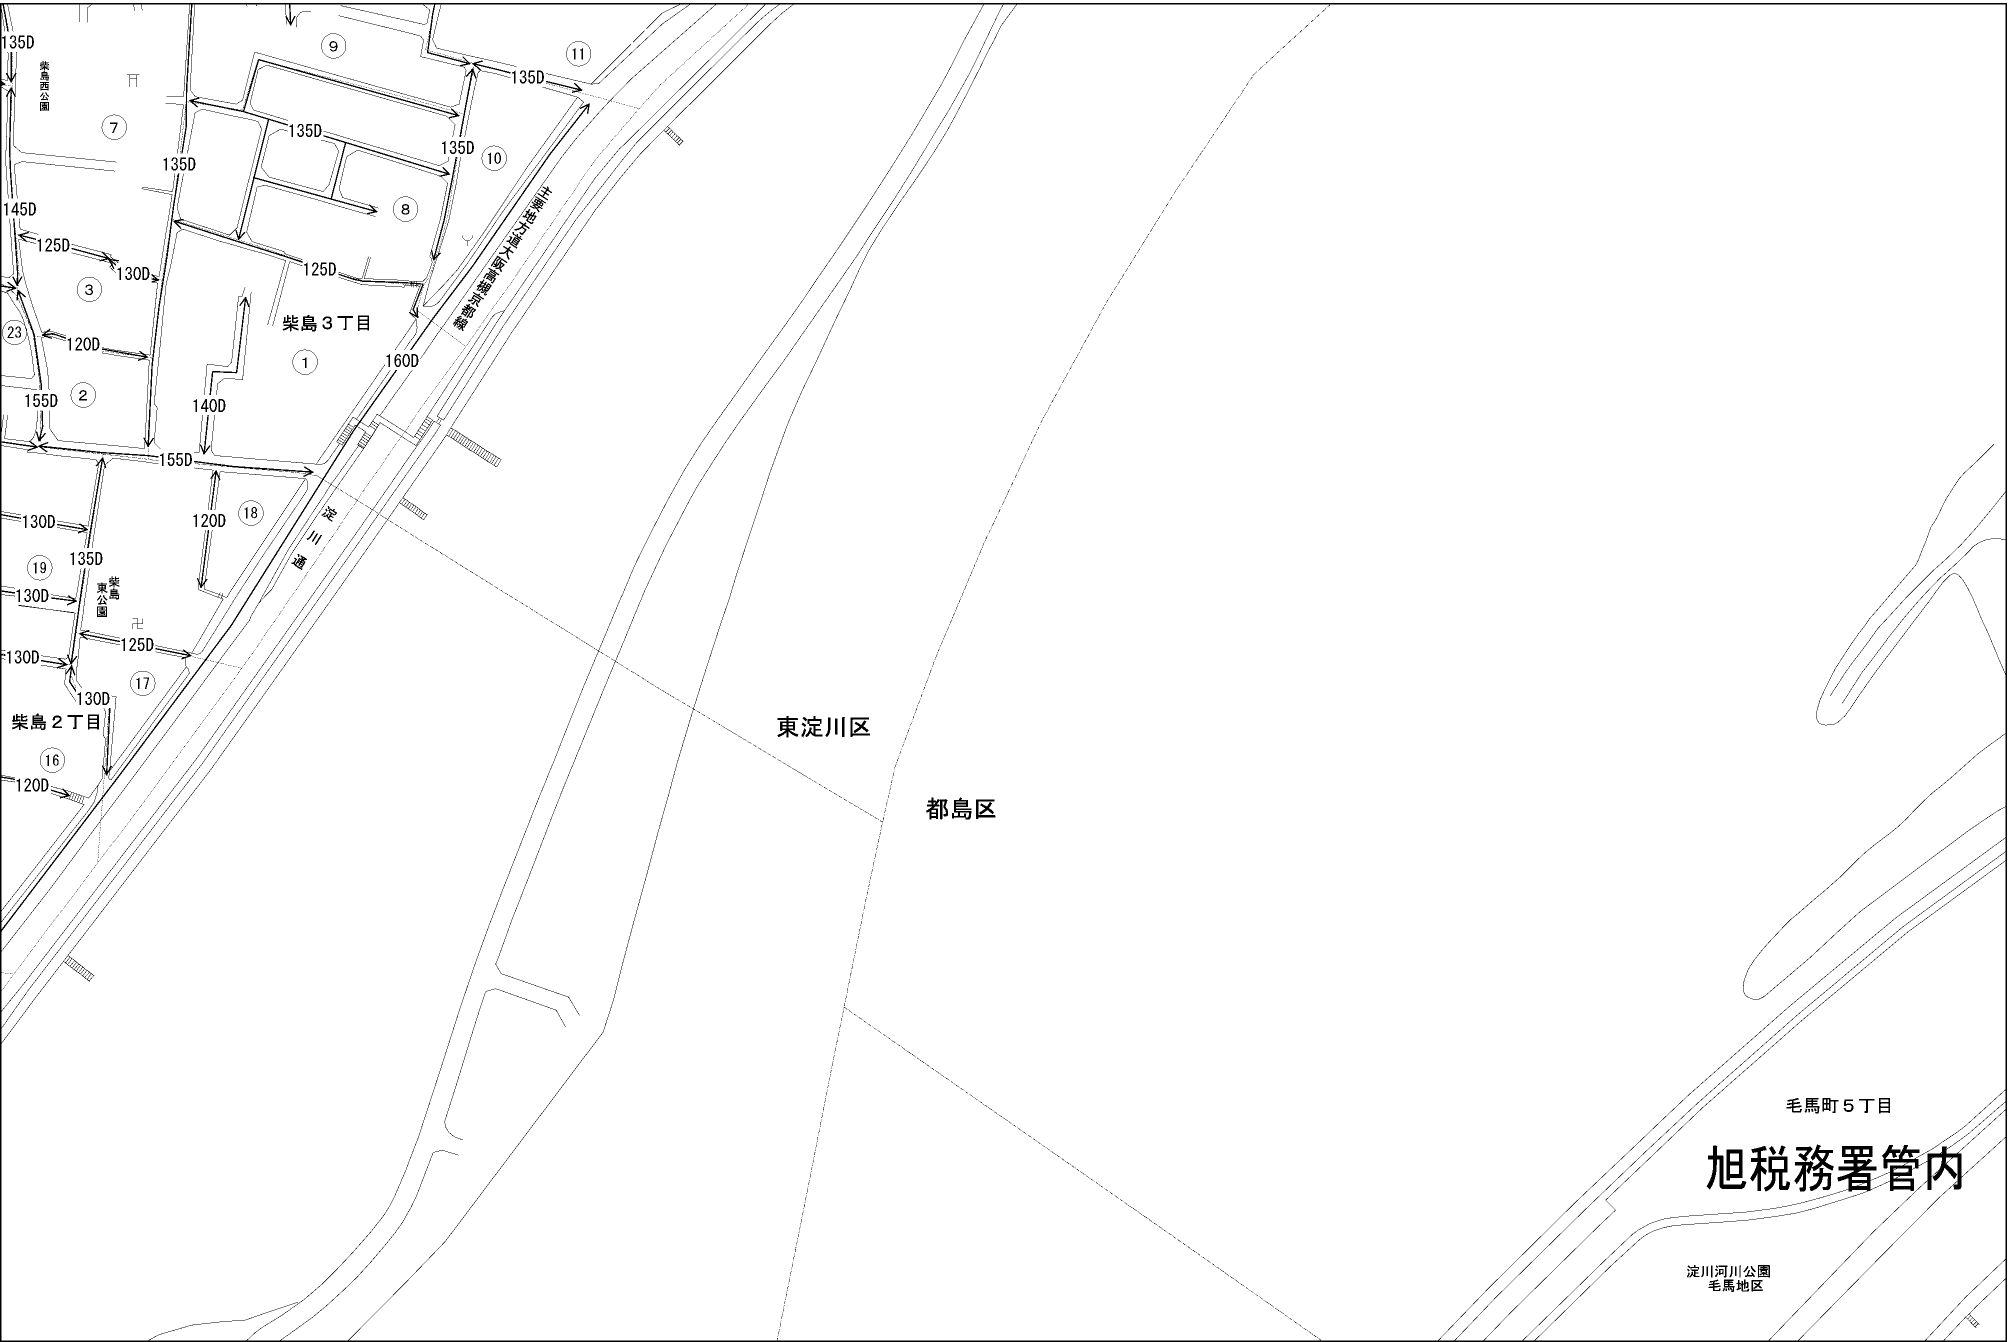 135D
柴島西公園
9
11
135D
7
135D
135D
135D
10
主要地方道大阪高槻京都線
145D
8
125D
130D
125D
3
柴島3丁目
23
120D
1
160D
155D
2
140D
155D
130D
120D
18
淀川通
135D
19
130D
柴島
東公園
125D
130D
17
130D
柴島2丁目
16
120D
東淀川区
都島区
毛馬町5丁目
旭税務署管内
淀川河川公園
毛馬地区